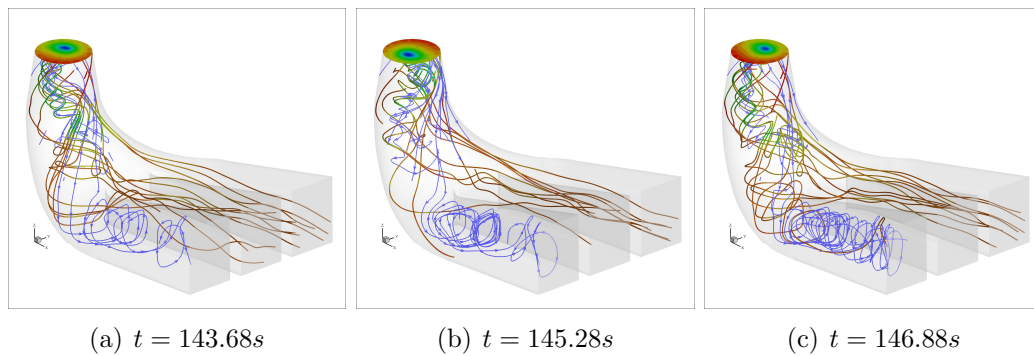 Z
Y
X
Z
Y
X
Z
Y
X
(a) t = 143.68s
(b) t = 145.28s
(c) t = 146.88s